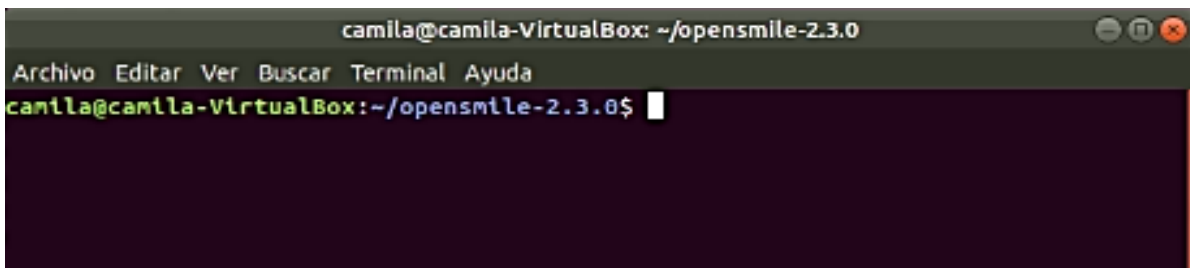 camila@camila-VirtualBox: ~/opensmile-2.3.0
Archivo Editar Ver Buscar Terminal Ayuda
camila@camila-VirtualBox:~/opensmile-2.3.0$